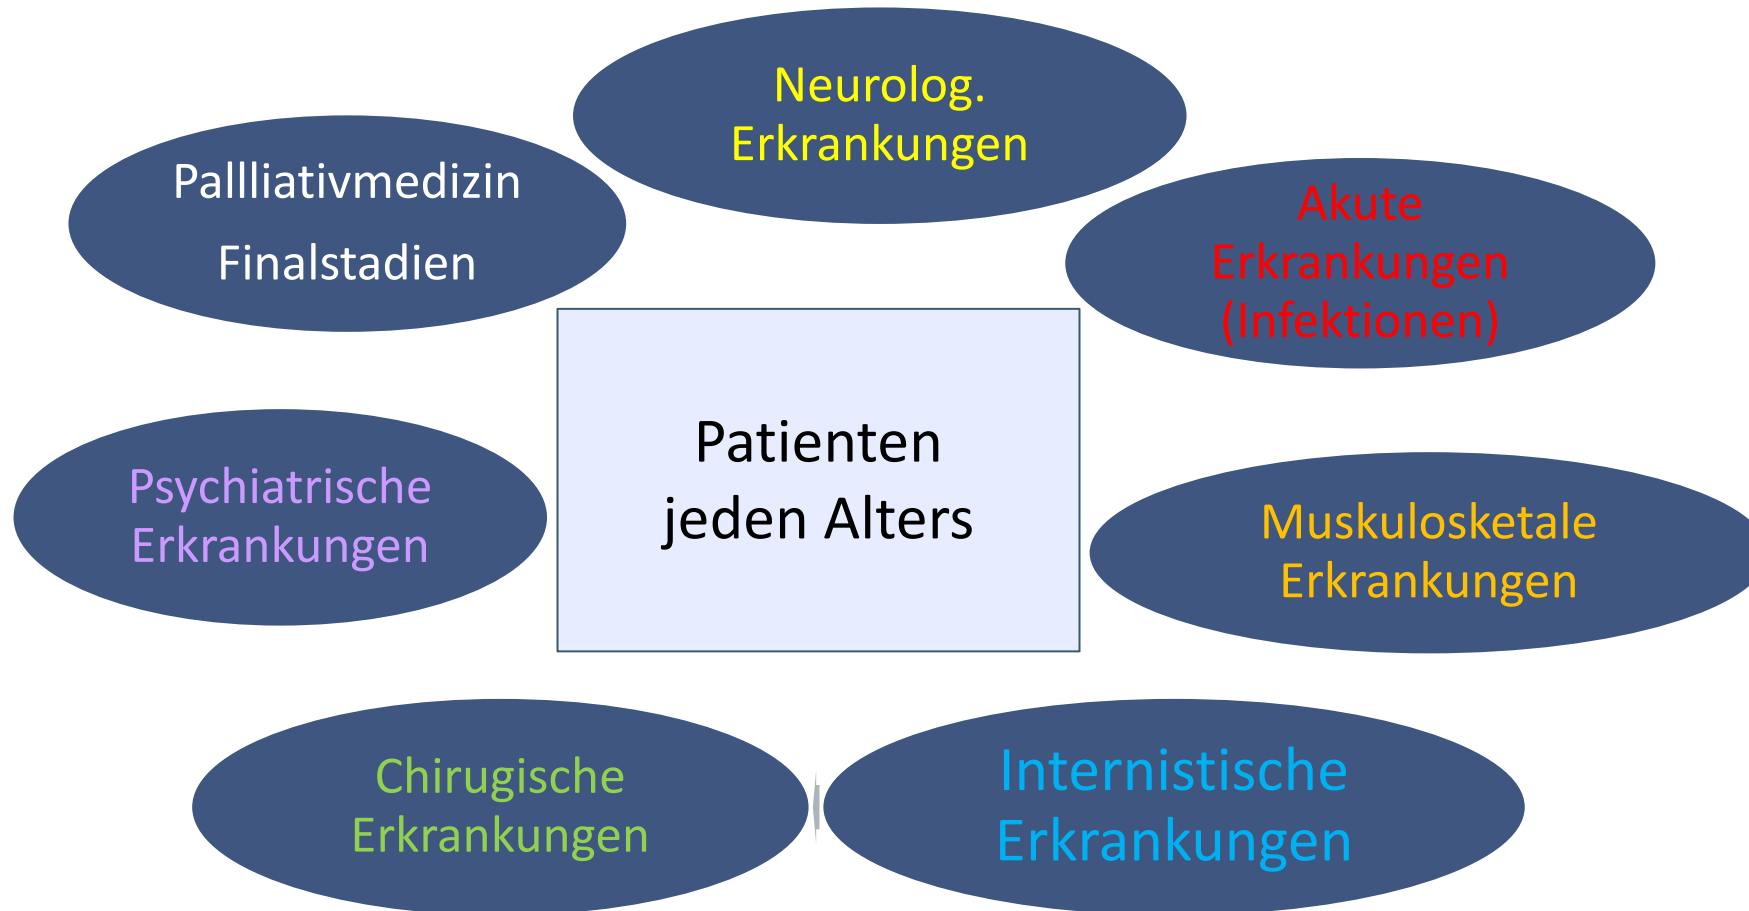 Neurolog.
Erkrankungen
Pallliativmedizin
Finalstadien
Akute
Erkrankungen
(Infektionen)
Patienten
jeden Alters
Psychiatrische
Erkrankungen
Muskulosketale
Erkrankungen
Chirugische
Erkrankungen
Internistische
Erkrankungen